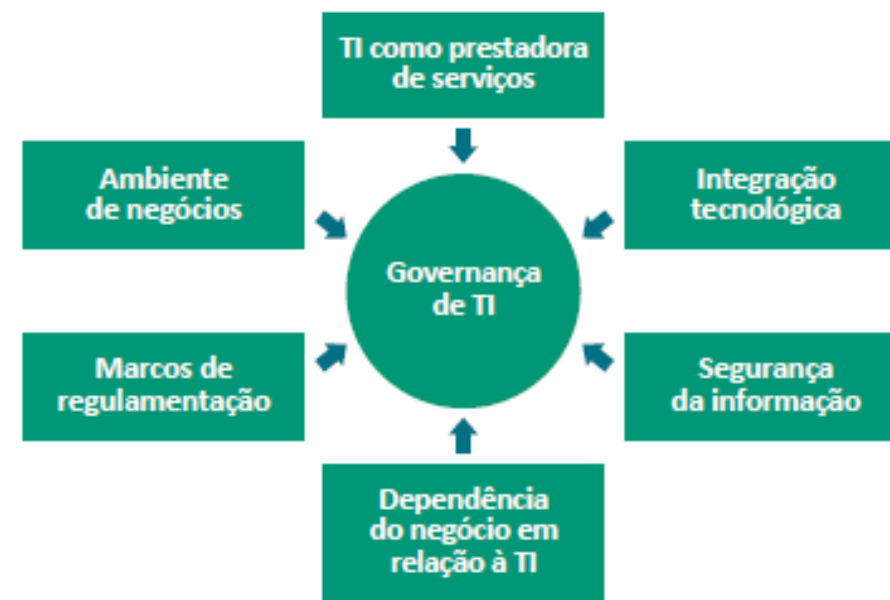 TI como prestadora
de serviços
Ambiente
de negócios
Integração
tecnológica
Governança
de TI
Marcos de
regulamentação
Segurança
da informação
Dependência
do negócio em
relação à TI